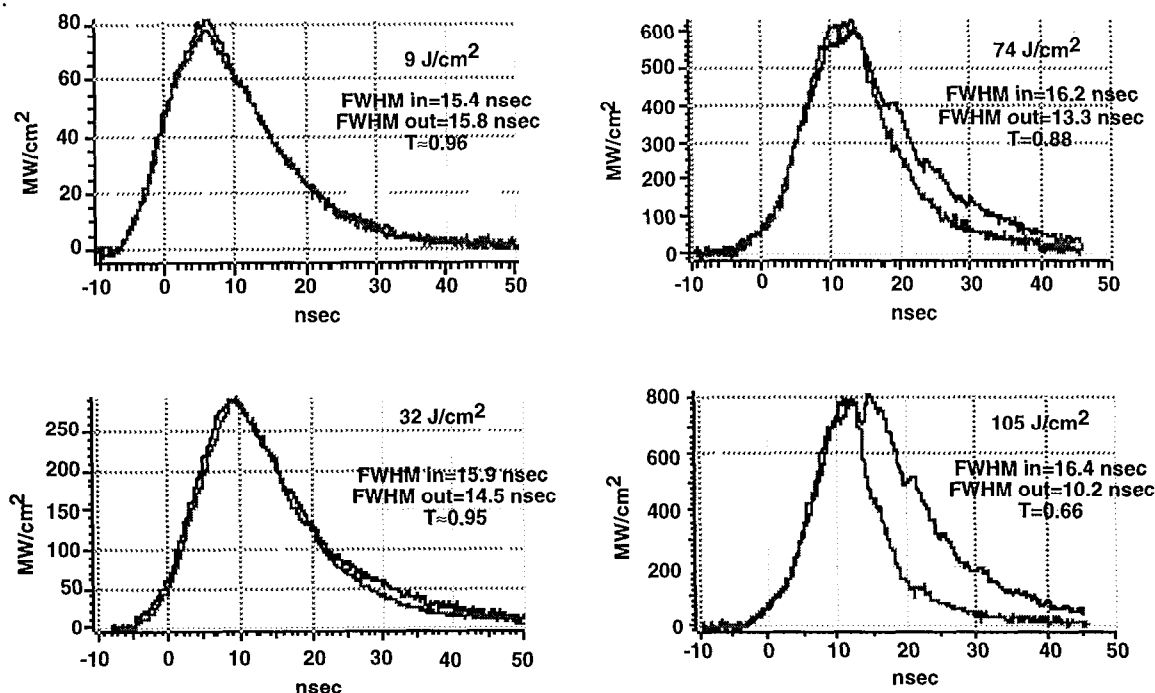 80
60
40
20
0
MW/cm2
9 J/cm2
FWHM in=15.4 nsec
FWHM out=15.8 nsec
T≈0.96
-10 0 10 20 30 40 50
nsec
600
500
400
300
200
100
0
MW/cm2
74 J/cm2
FWHM in=16.2 nsec
FWHM out=13.3 nsec
T=0.88
-10 0 10 20 30 40 50
nsec
250
200
150
100
50
0
MW/cm2
32 J/cm2
FWHM in=15.9 nsec
FWHM out=14.5 nsec
T≈0.95
-10 0 10 20 30 40 50
nsec
800
600
400
200
0
MW/cm2
105 J/cm2
FWHM in=16.4 nsec
FWHM out=10.2 nsec
T=0.66
-10 0 10 20 30 40 50
nsec